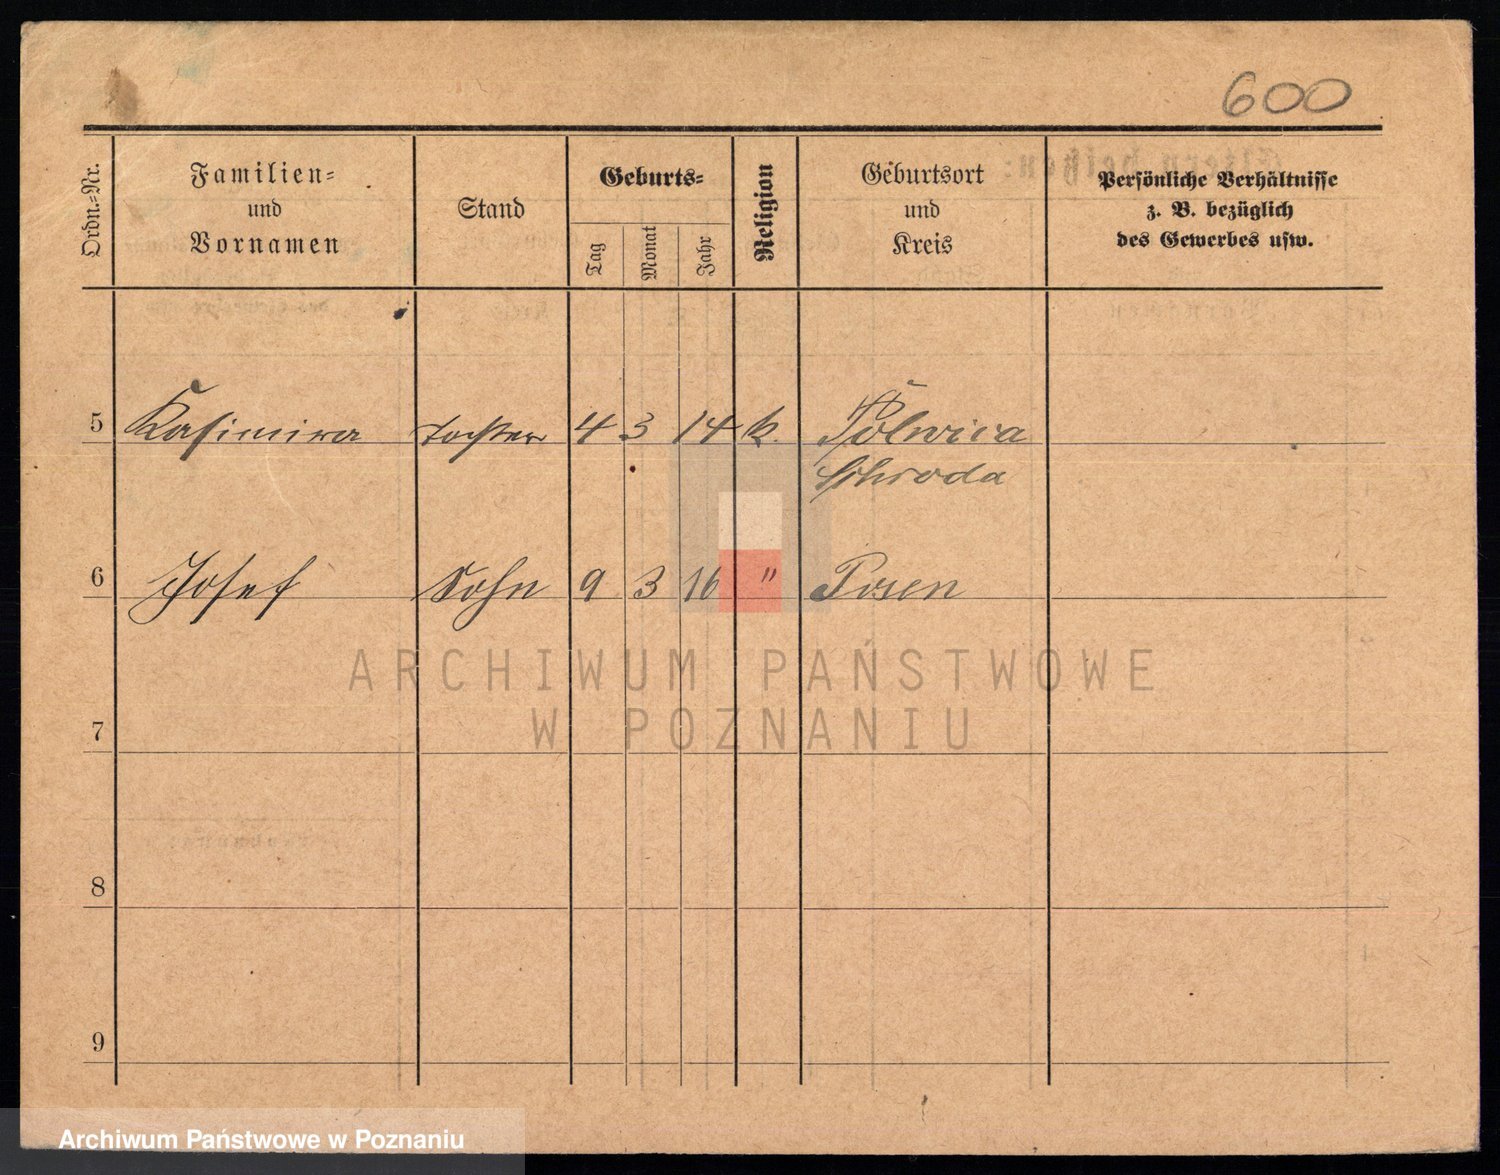 600
Ordn.=Nr.
Familien=
und
Vornamen
Stand
Geburts=
Tag
Monat
Jahr
Religion
Geburtsort
und
Kreis
Persönliche Verhältnisse
z. B. bezüglich
des Gewerbes usw.
5 Kasimira Tochter 4 3 14 k. Polwica
Schroda
6 Josef Sohn 9 3 16 " Posen
ARCHIWUM PAŃSTWOWE
W POZNANIU
7
8
9
Archiwum Państwowe w Poznaniu